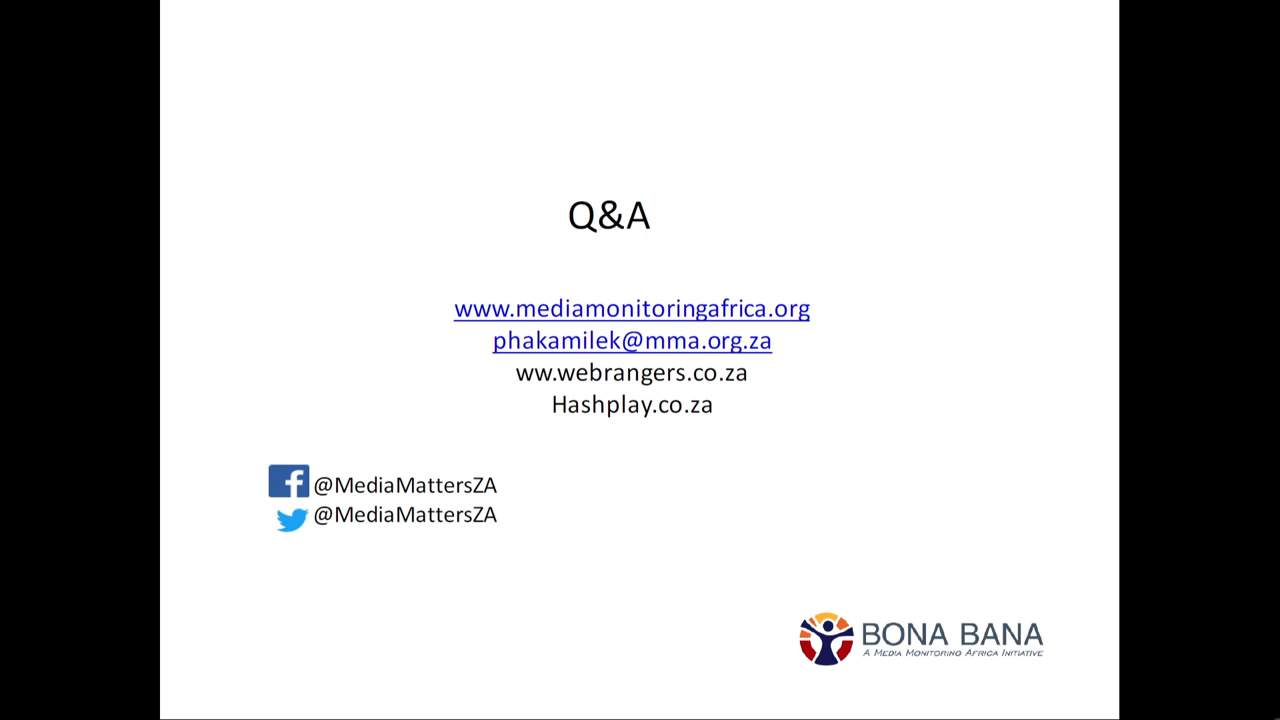 Q&A
www.mediamonitoringafrica.org
phakamilek@mma.org.za
ww.webrangers.co.za
Hashplay.co.za
@MediaMattersZA
@MediaMattersZA
BONA BANA
A MEDIA MONITORING AFRICA INITIATIVE